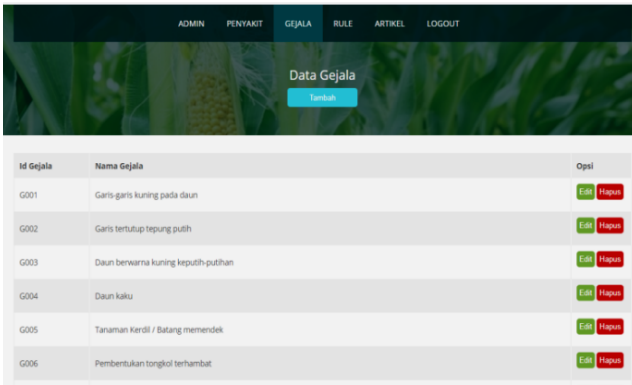 ADMIN PENYAKIT GEJALA RULE ARTIKEL LOGOUT
Data Gejala
Tambah
Id Gejala Nama Gejala Opsi
G001 Garis-garis kuning pada daun Edit Hapus
G002 Garis tertutup tepung putih Edit Hapus
G003 Daun berwarna kuning keputih-putihan Edit Hapus
G004 Daun kaku Edit Hapus
G005 Tanaman Kerdil / Batang memendek Edit Hapus
G006 Pembentukan tongkol terhambat Edit Hapus